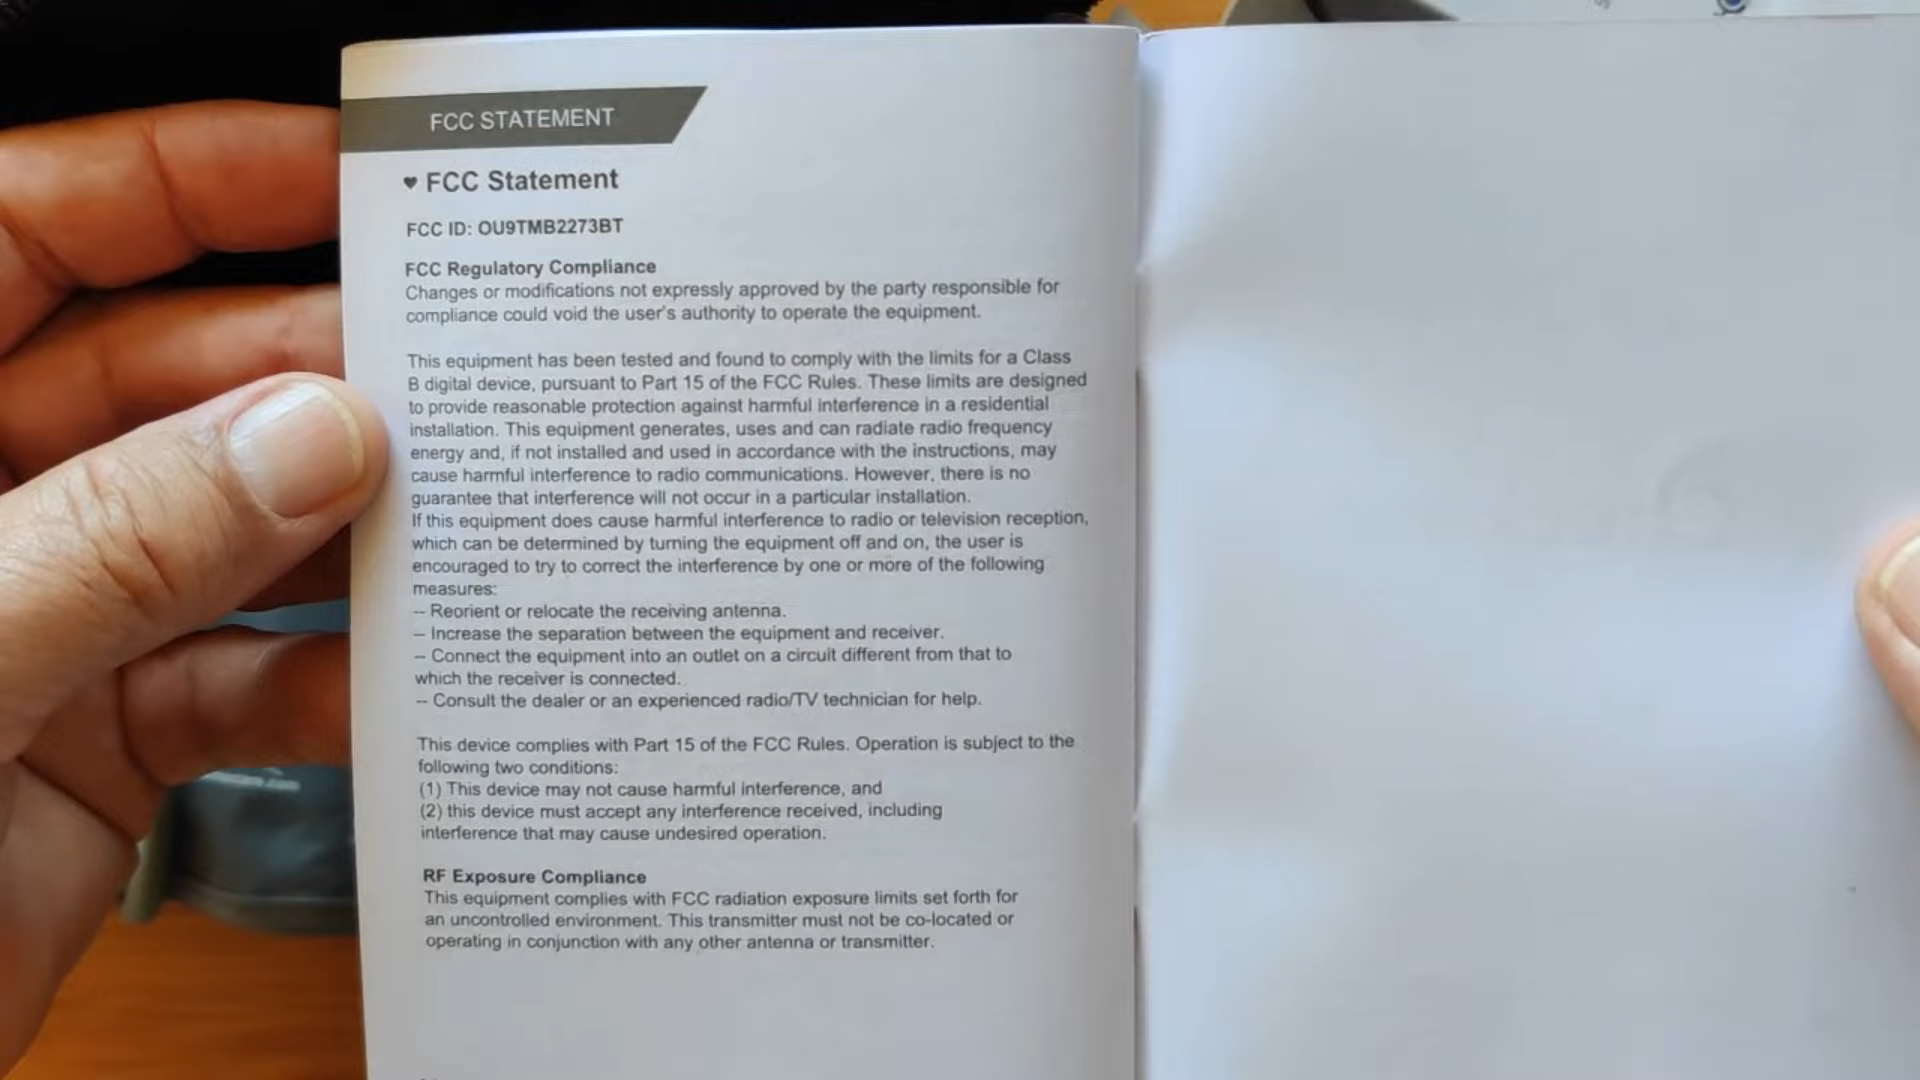 FCC STATEMENT
♥ FCC Statement
FCC ID: OU9TMB2273BT
FCC Regulatory Compliance
Changes or modifications not expressly approved by the party responsible for
compliance could void the user's authority to operate the equipment.
This equipment has been tested and found to comply with the limits for a Class
B digital device, pursuant to Part 15 of the FCC Rules. These limits are designed
to provide reasonable protection against harmful interference in a residential
installation. This equipment generates, uses and can radiate radio frequency
energy and, if not installed and used in accordance with the instructions, may
cause harmful interference to radio communications. However, there is no
guarantee that interference will not occur in a particular installation.
If this equipment does cause harmful interference to radio or television reception,
which can be determined by turning the equipment off and on, the user is
encouraged to try to correct the interference by one or more of the following
measures:
-- Reorient or relocate the receiving antenna.
-- Increase the separation between the equipment and receiver.
-- Connect the equipment into an outlet on a circuit different from that to
which the receiver is connected.
-- Consult the dealer or an experienced radio/TV technician for help.
This device complies with Part 15 of the FCC Rules. Operation is subject to the
following two conditions:
(1) This device may not cause harmful interference, and
(2) this device must accept any interference received, including
interference that may cause undesired operation.
RF Exposure Compliance
This equipment complies with FCC radiation exposure limits set forth for
an uncontrolled environment. This transmitter must not be co-located or
operating in conjunction with any other antenna or transmitter.